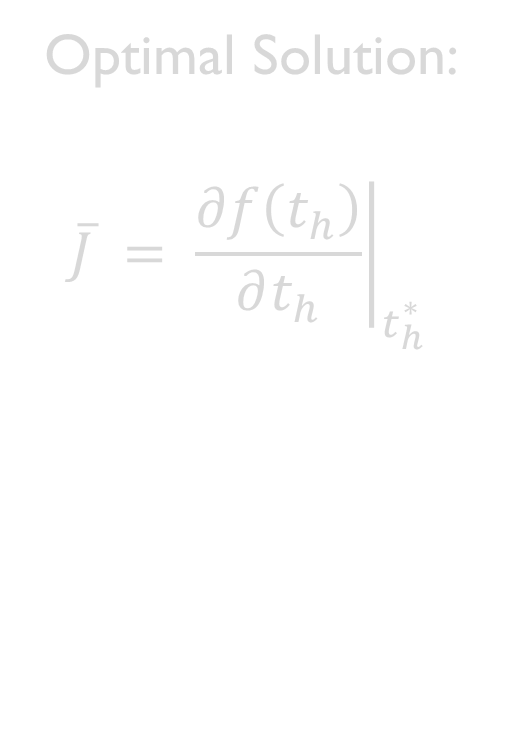 Optimal Solution:
J̄ = ∂f(t_h)/∂t_h |_{t_h^*}